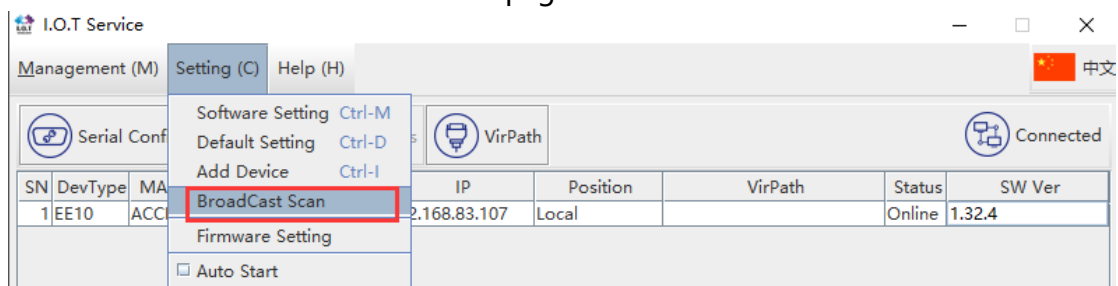 I.O.T Service
Management (M) Setting (C) Help (H) 中文
Serial Conf VirPath Connected
Software Setting Ctrl-M
Default Setting Ctrl-D
Add Device Ctrl-I
BroadCast Scan
Firmware Setting
Auto Start
SN DevType MA IP Position VirPath Status SW Ver
1 EE10 ACC 2.168.83.107 Local Online 1.32.4